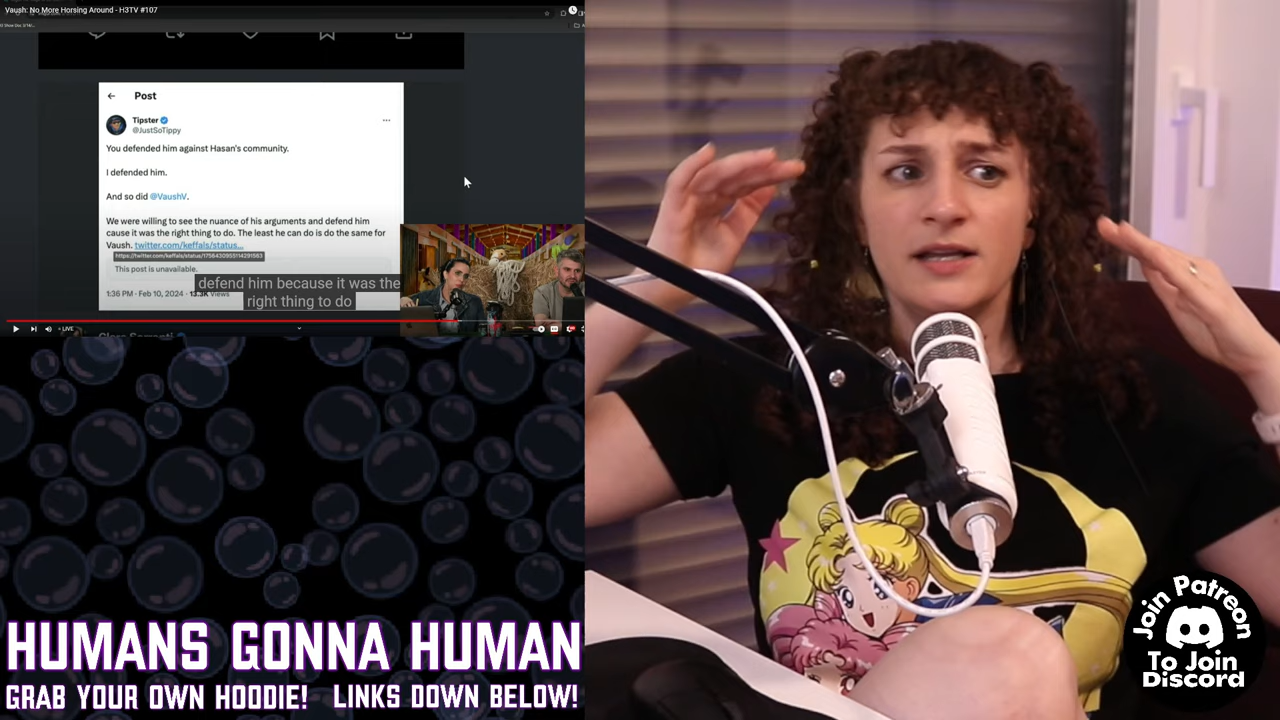 Vaush: No More Horsing Around - H3TV #107
Post
Tipster
@JustSoTippy
You defended him against Hasan's community.
I defended him.
And so did @VaushV.
We were willing to see the nuance of his arguments and defend him
cause it was the right thing to do. The least he can do is do the same for
Vaush. twitter.com/keffals/status...
This post is unavailable.
defend him because it was the
right thing to do
1:36 PM · Feb 10, 2024 · 13.3K Views
LIVE
HUMANS GONNA HUMAN
GRAB YOUR OWN HOODIE! LINKS DOWN BELOW!
Join Patreon
To Join
Discord